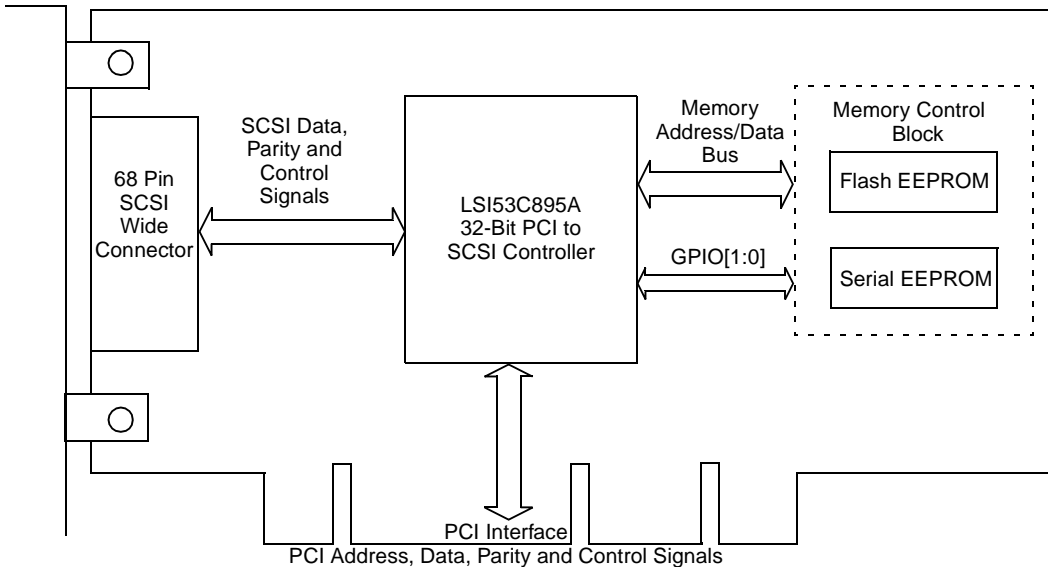 SCSI Data,
Parity and
Control
Signals
68 Pin
SCSI
Wide
Connector
LSI53C895A
32-Bit PCI to
SCSI Controller
Memory
Address/Data
Bus
GPIO[1:0]
Memory Control
Block
Flash EEPROM
Serial EEPROM
PCI Interface
PCI Address, Data, Parity and Control Signals